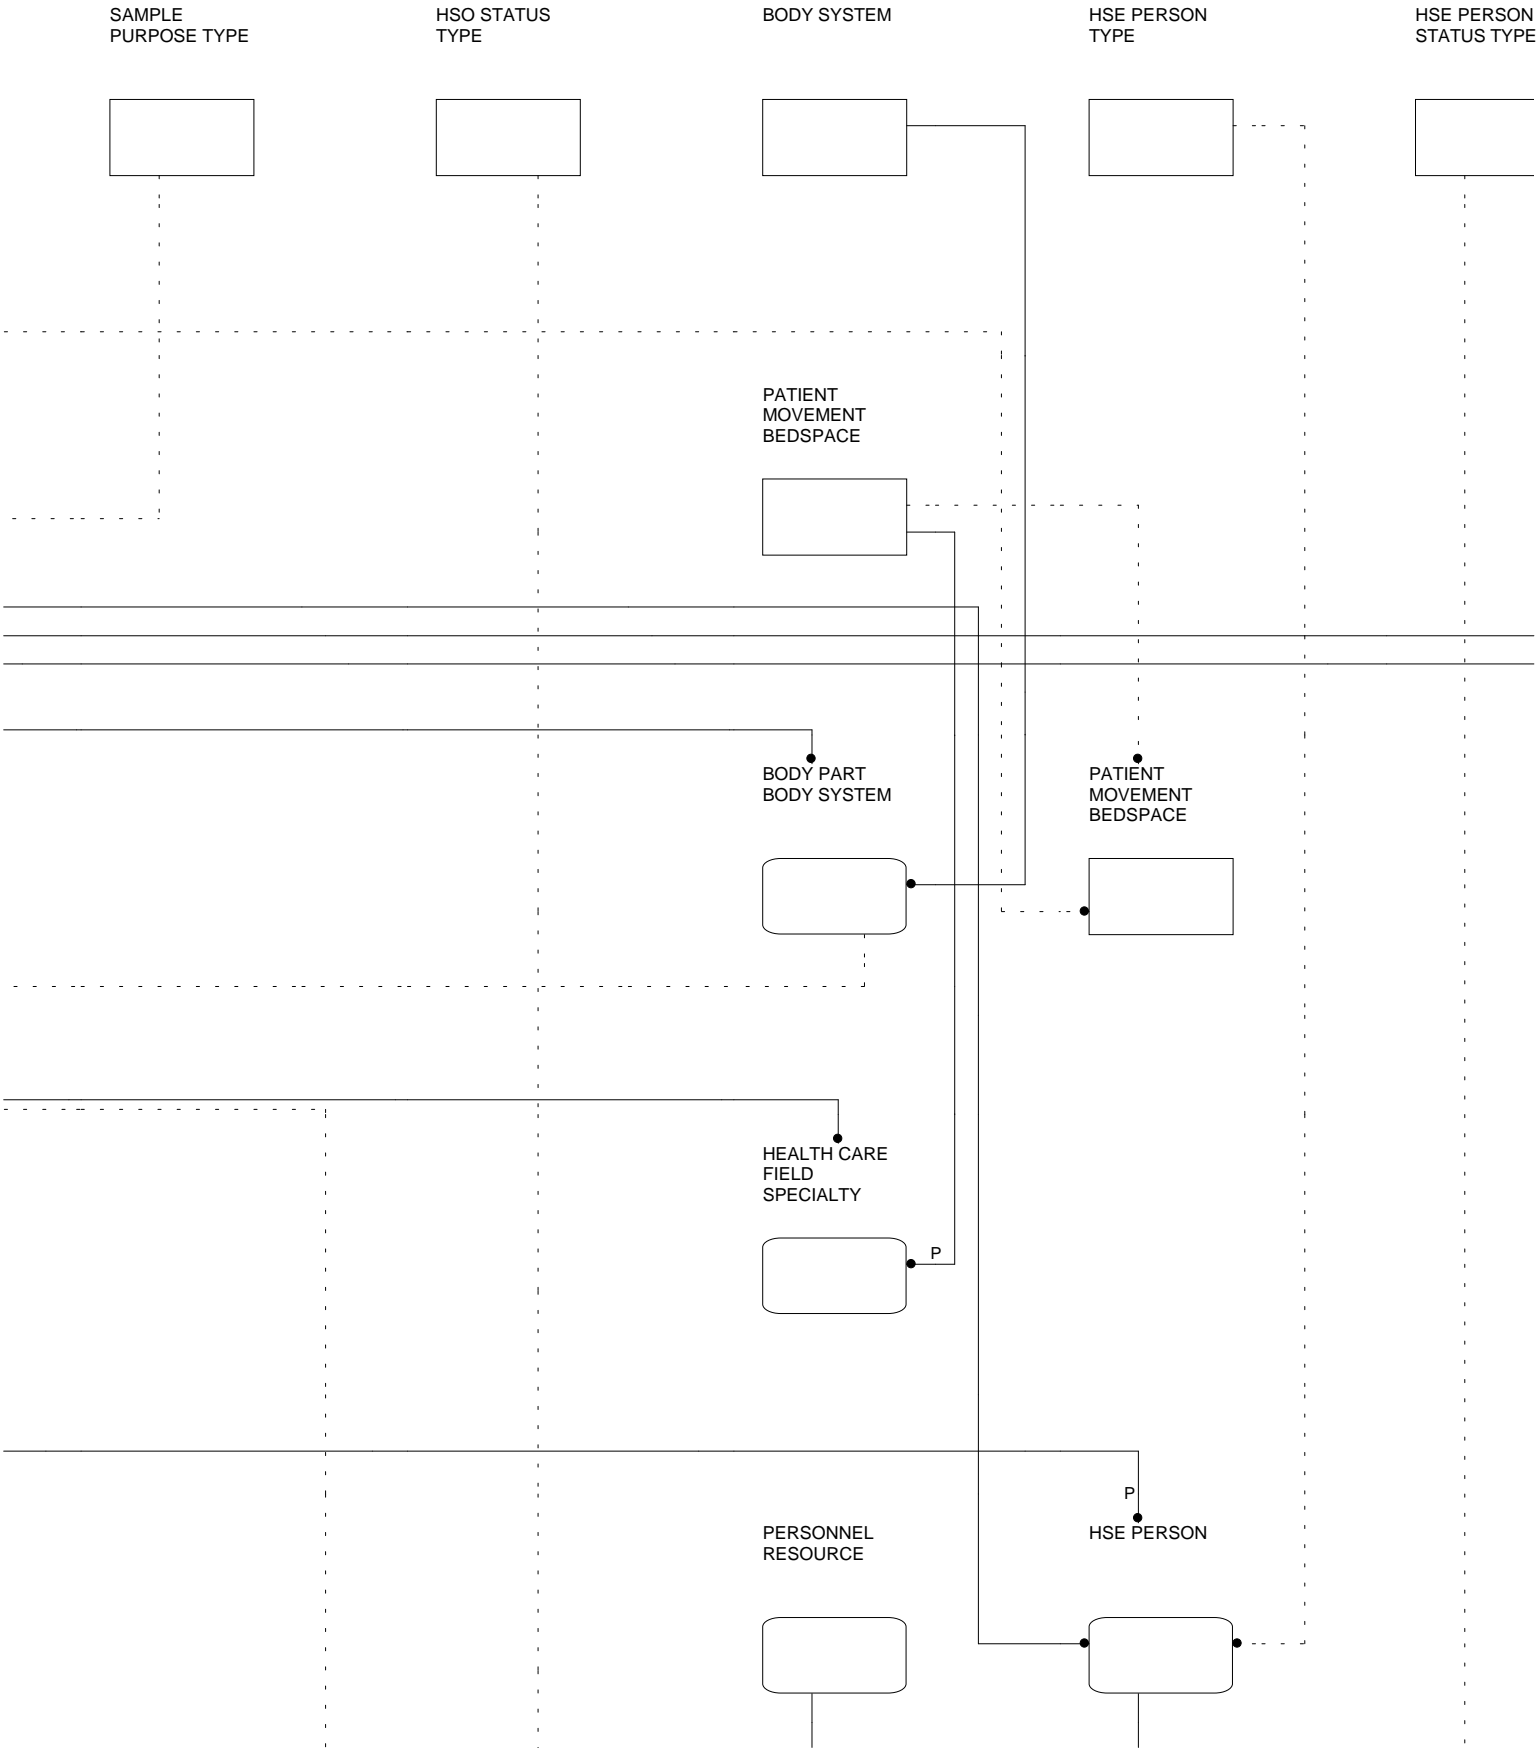 SAMPLE
PURPOSE TYPE
HSO STATUS
TYPE
BODY SYSTEM
HSE PERSON
TYPE
HSE PERSON
STATUS TYPE
PATIENT
MOVEMENT
BEDSPACE
BODY PART
BODY SYSTEM
PATIENT
MOVEMENT
BEDSPACE
HEALTH CARE
FIELD
SPECIALTY
P
P
PERSONNEL
RESOURCE
HSE PERSON